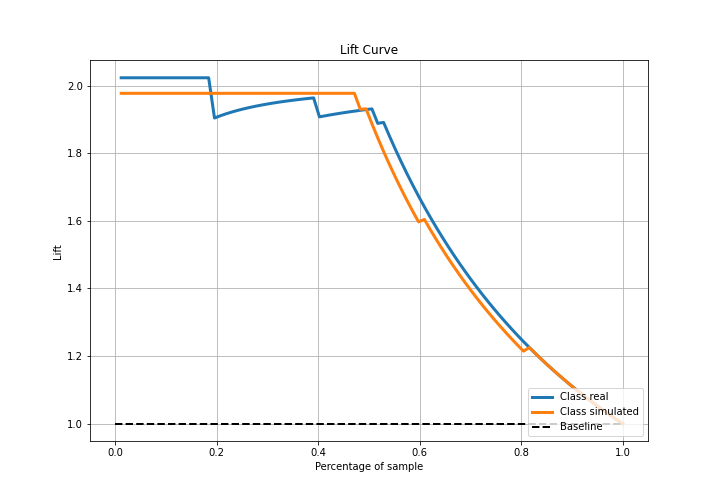 Lift Curve
2.0
1.8
1.6
1.4
1.2
1.0
Lift
0.0 0.2 0.4 0.6 0.8 1.0
Percentage of sample
Class real
Class simulated
Baseline